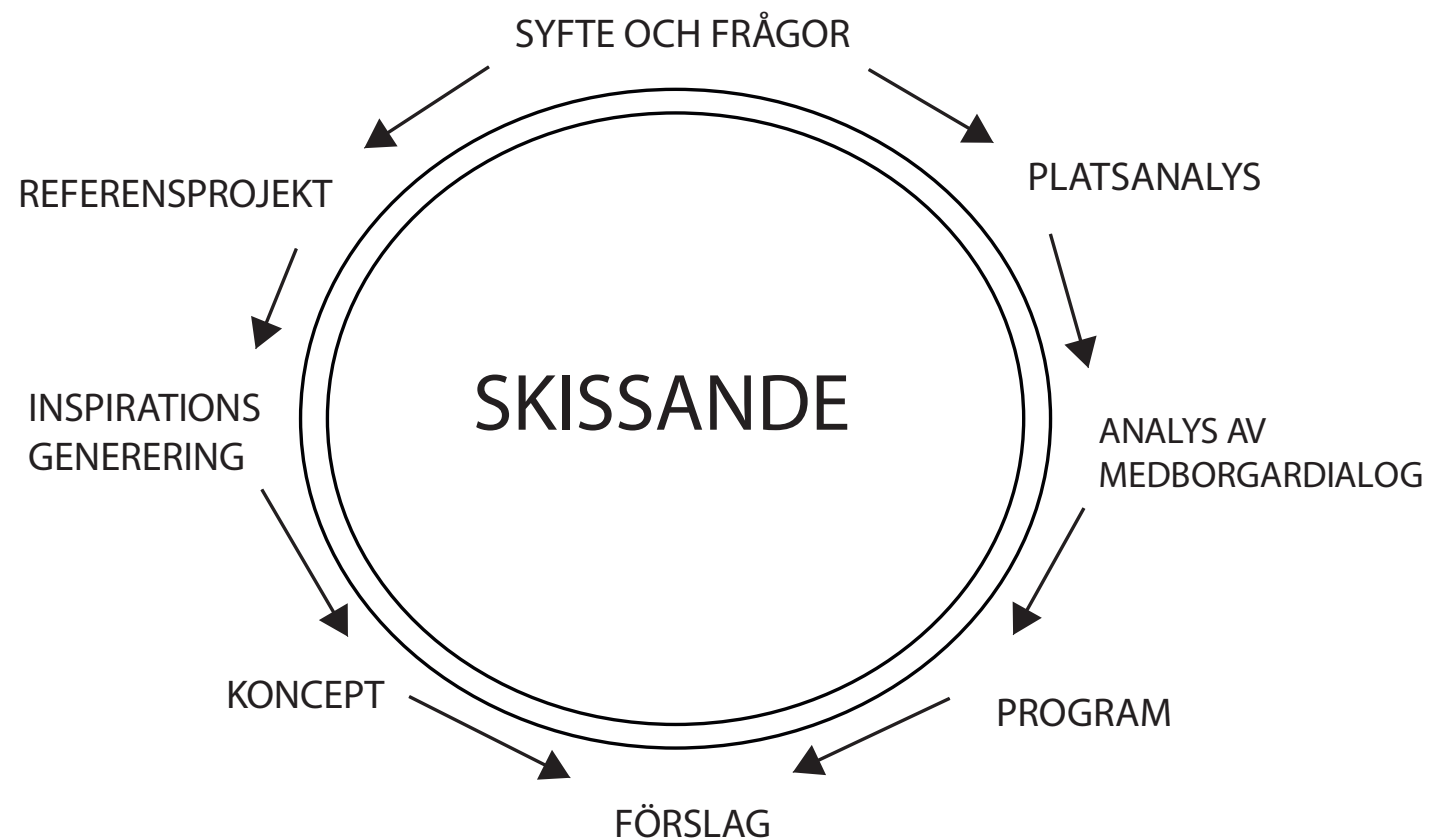 SYFTE OCH FRÅGOR
PLATSANALYS
REFERENSPROJEKT
SKISSANDE
INSPIRATIONS
GENERERING
ANALYS AV
MEDBORGARDIALOG
KONCEPT
PROGRAM
FÖRSLAG